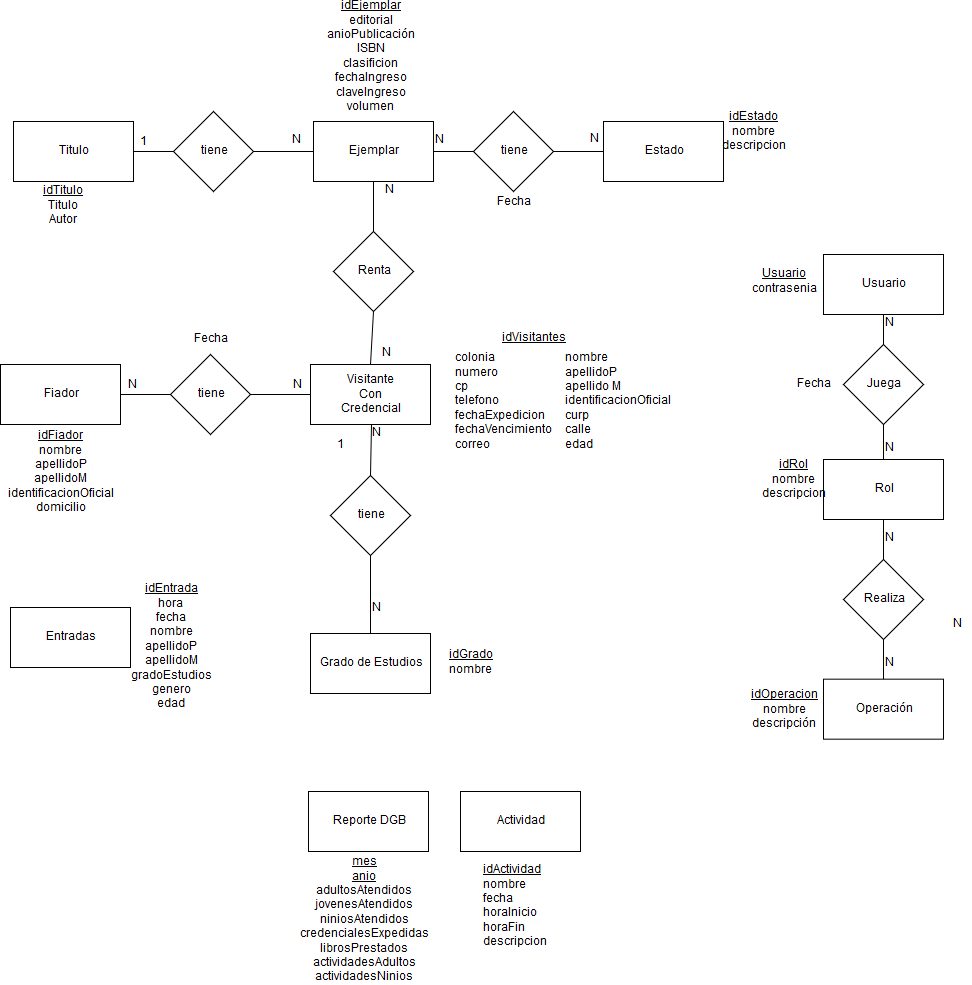 idEjemplar
editorial
anioPublicación
ISBN
clasificion
fechaIngreso
claveIngreso
volumen
Titulo
1
tiene
N
Ejemplar
N
tiene
N
Estado
idEstado
nombre
descripcion
idTitulo
Titulo
Autor
Fecha
N
Renta
N
Usuario
contrasenia
Usuario
N
Fecha
Juega
N
idRol
nombre
descripcion
Rol
N
Realiza
N
N
idOperacion
nombre
descripción
Operación
Fecha
Fiador
N
tiene
N
Visitante
Con
Credencial
idVisitantes
colonia nombre
numero apellidoP
cp apellido M
telefono identificacionOficial
fechaExpedicion curp
fechaVencimiento calle
correo edad
idFiador
nombre
apellidoP
apellidoM
identificacionOficial
domicilio
N
1
tiene
N
Grado de Estudios
idGrado
nombre
Entradas
idEntrada
hora
fecha
nombre
apellidoP
apellidoM
gradoEstudios
genero
edad
Reporte DGB
mes
anio
adultosAtendidos
jovenesAtendidos
niniosAtendidos
credencialesExpedidas
librosPrestados
actividadesAdultos
actividadesNinios
Actividad
idActividad
nombre
fecha
horaInicio
horaFin
descripcion